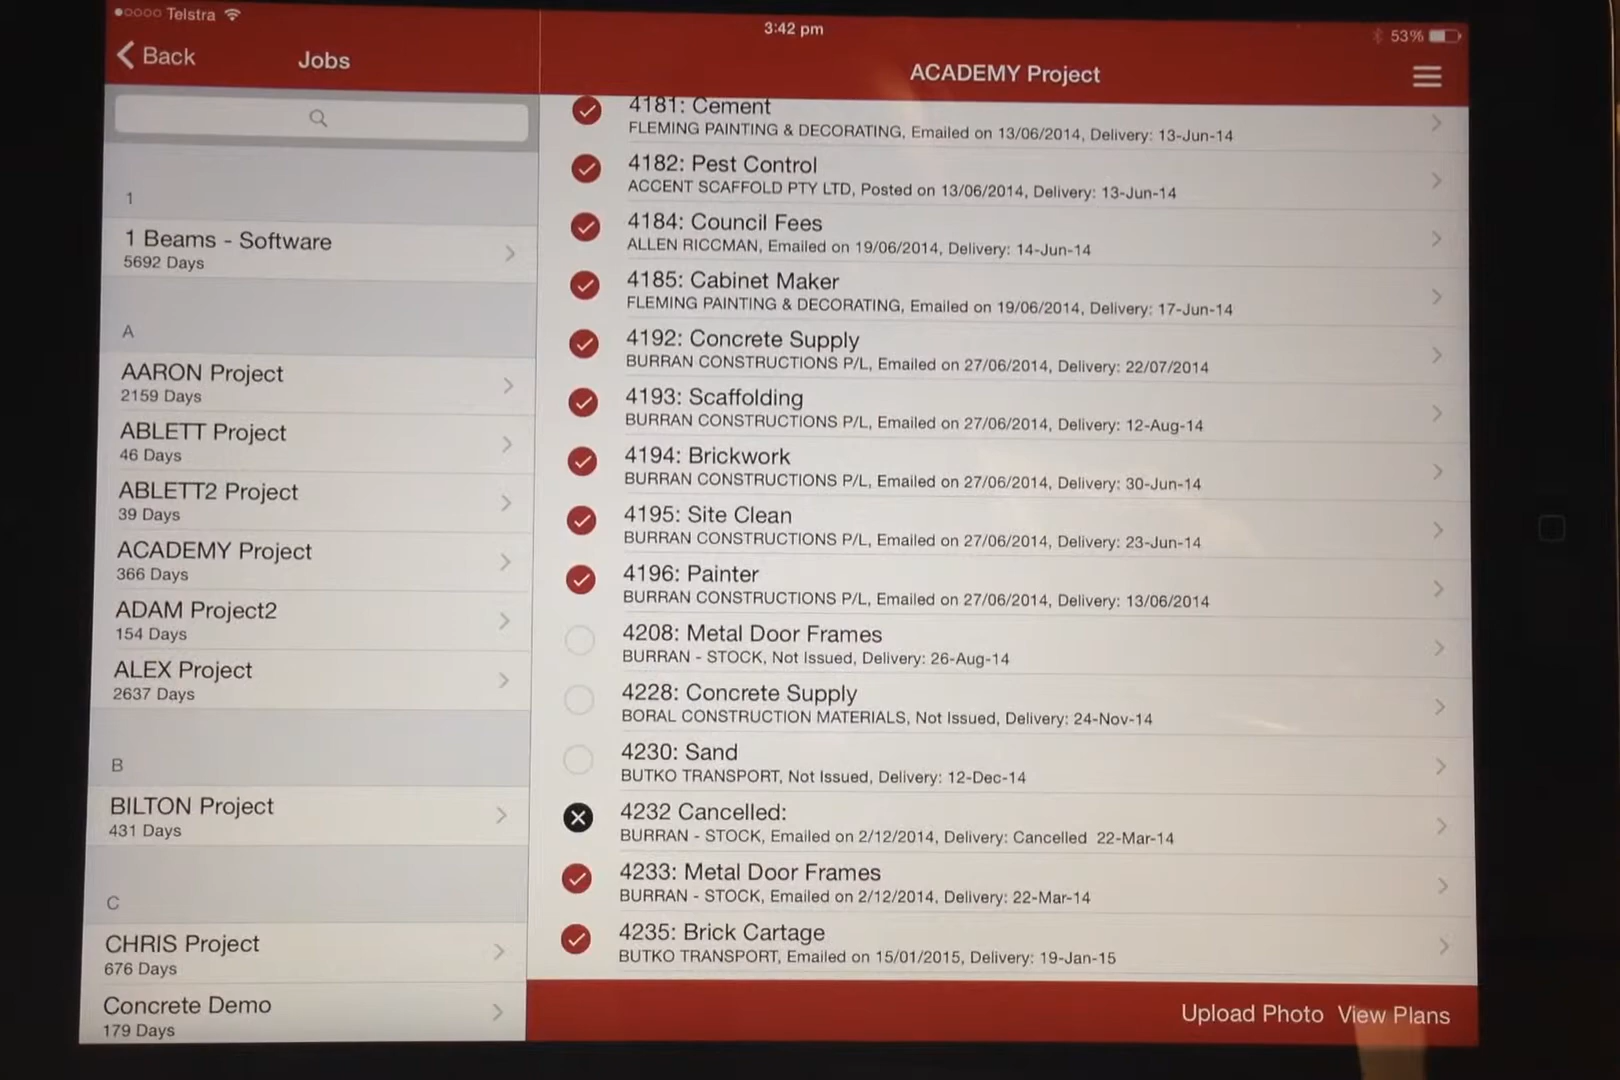 Telstra
3:42 pm
53%
Back
Jobs
ACADEMY Project
1
1 Beams - Software
5692 Days
A
AARON Project
2159 Days
ABLETT Project
46 Days
ABLETT2 Project
39 Days
ACADEMY Project
366 Days
ADAM Project2
154 Days
ALEX Project
2637 Days
B
BILTON Project
431 Days
C
CHRIS Project
676 Days
Concrete Demo
179 Days
4181: Cement
FLEMING PAINTING & DECORATING, Emailed on 13/06/2014, Delivery: 13-Jun-14
4182: Pest Control
ACCENT SCAFFOLD PTY LTD, Posted on 13/06/2014, Delivery: 13-Jun-14
4184: Council Fees
ALLEN RICCMAN, Emailed on 19/06/2014, Delivery: 14-Jun-14
4185: Cabinet Maker
FLEMING PAINTING & DECORATING, Emailed on 19/06/2014, Delivery: 17-Jun-14
4192: Concrete Supply
BURRAN CONSTRUCTIONS P/L, Emailed on 27/06/2014, Delivery: 22/07/2014
4193: Scaffolding
BURRAN CONSTRUCTIONS P/L, Emailed on 27/06/2014, Delivery: 12-Aug-14
4194: Brickwork
BURRAN CONSTRUCTIONS P/L, Emailed on 27/06/2014, Delivery: 30-Jun-14
4195: Site Clean
BURRAN CONSTRUCTIONS P/L, Emailed on 27/06/2014, Delivery: 23-Jun-14
4196: Painter
BURRAN CONSTRUCTIONS P/L, Emailed on 27/06/2014, Delivery: 13/06/2014
4208: Metal Door Frames
BURRAN - STOCK, Not Issued, Delivery: 26-Aug-14
4228: Concrete Supply
BORAL CONSTRUCTION MATERIALS, Not Issued, Delivery: 24-Nov-14
4230: Sand
BUTKO TRANSPORT, Not Issued, Delivery: 12-Dec-14
4232 Cancelled:
BURRAN - STOCK, Emailed on 2/12/2014, Delivery: Cancelled 22-Mar-14
4233: Metal Door Frames
BURRAN - STOCK, Emailed on 2/12/2014, Delivery: 22-Mar-14
4235: Brick Cartage
BUTKO TRANSPORT, Emailed on 15/01/2015, Delivery: 19-Jan-15
Upload Photo View Plans